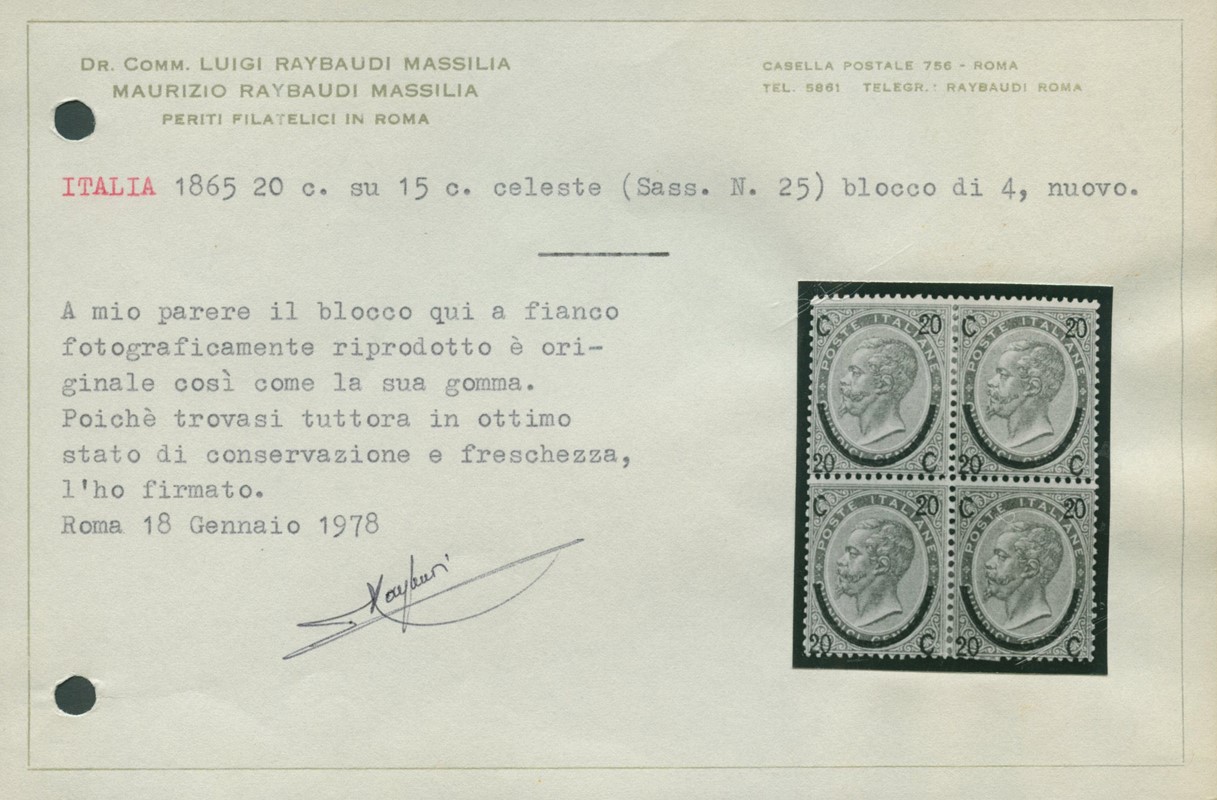 DR. COMM. LUIGI RAYBAUDI MASSILIA
MAURIZIO RAYBAUDI MASSILIA
PERITI FILATELICI IN ROMA
CASELLA POSTALE 756 - ROMA
TEL. 5861 TELEGR.: RAYBAUDI ROMA
ITALIA 1865 20 c. su 15 c. celeste (Sass. N. 25) blocco di 4, nuovo.
A mio parere il blocco qui a fianco
fotograficamente riprodotto è ori-
ginale così come la sua gomma.
Poichè trovasi tuttora in ottimo
stato di conservazione e freschezza,
l'ho firmato.
Roma 18 Gennaio 1978
Raybaudi
C 20
POSTE ITALIANE
20 C
C 20
POSTE ITALIANE
20 C
C 20
POSTE ITALIANE
20 C
C 20
POSTE ITALIANE
20 C